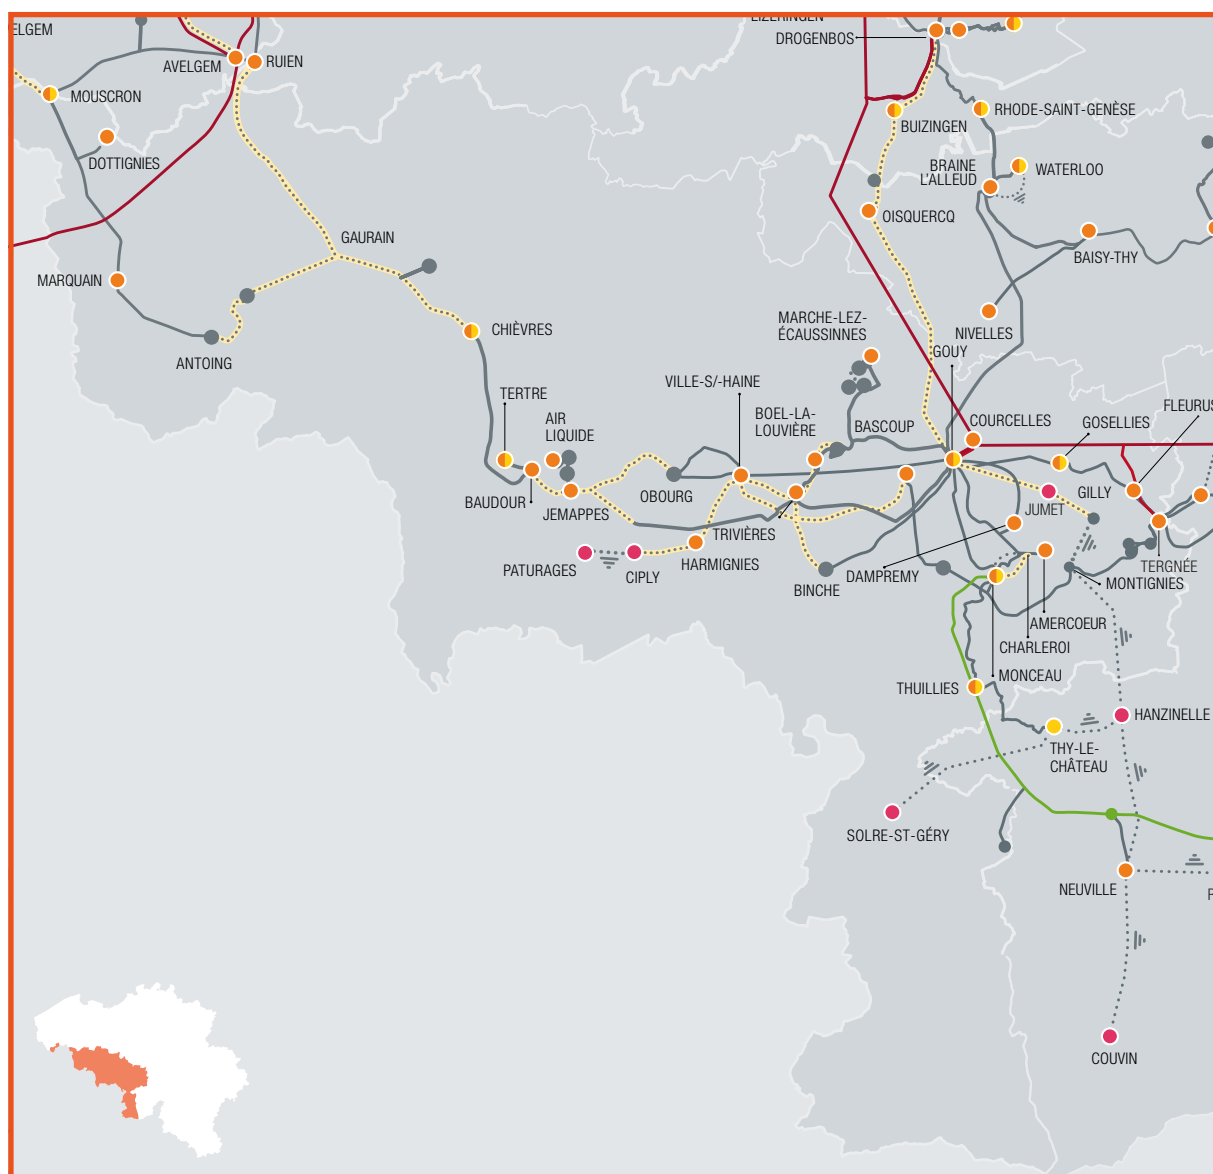 ELGEM
DROGENBOS
AVELGEM
RUIEN
MOUSCRON
DOTTIGNIES
BUIZINGEN
RHODE-SAINT-GENÈSE
BRAINE
L'ALLEUD
WATERLOO
OISQUERCQ
GAURAIN
BAISY-THY
MARQUAIN
ANTOING
CHIÈVRES
MARCHE-LEZ-
ÉCAUSSINNES
NIVELLES
GOUY
TERTRE
VILLE-S/-HAINE
AIR
LIQUIDE
BOEL-LA-
LOUVIÈRE
BASCOUP
COURCELLES
GOSELLIES
FLEURUS
BAUDOUR
JEMAPPES
OBOURG
TRIVIÈRES
JUMET
GILLY
PATURAGES
CIPLY
HARMIGNIES
BINCHE
DAMPREMY
TERGNÉE
MONTIGNIES
AMERCOEUR
CHARLEROI
MONCEAU
THUILLIES
HANZINELLE
THY-LE-
CHÂTEAU
SOLRE-ST-GÉRY
NEUVILLE
COUVIN